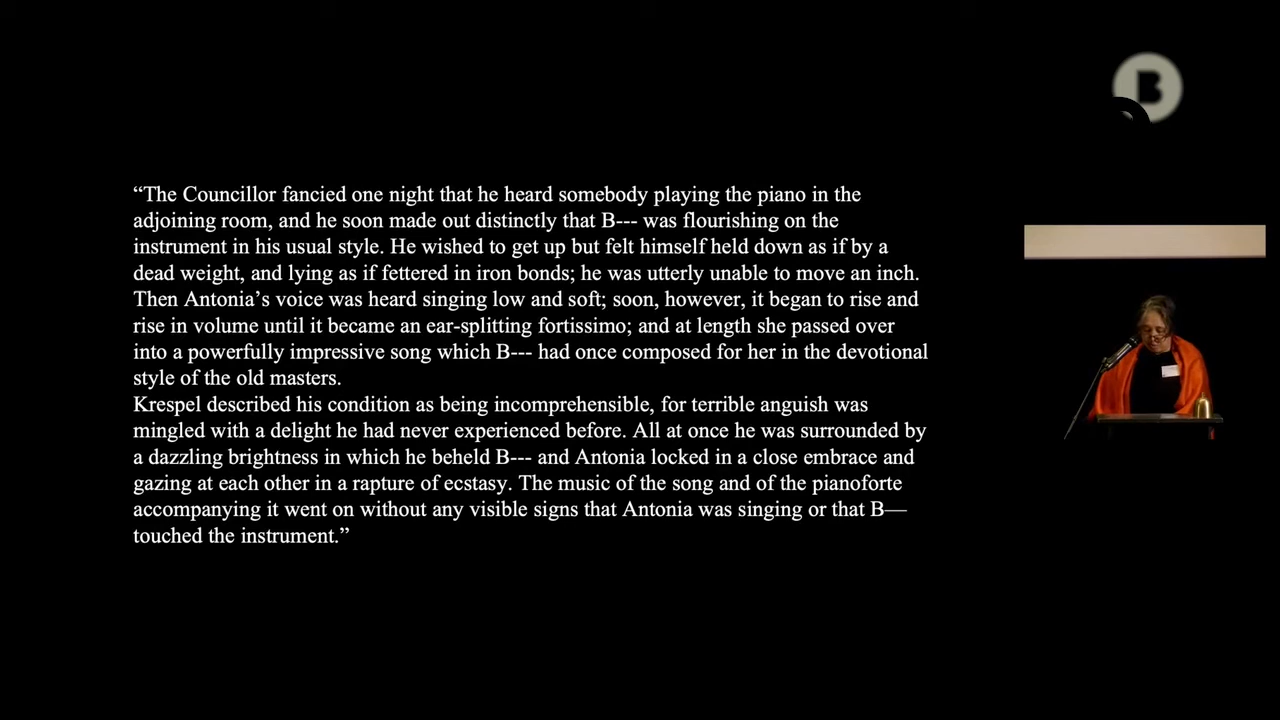 B
“The Councillor fancied one night that he heard somebody playing the piano in the
adjoining room, and he soon made out distinctly that B--- was flourishing on the
instrument in his usual style. He wished to get up but felt himself held down as if by a
dead weight, and lying as if fettered in iron bonds; he was utterly unable to move an inch.
Then Antonia’s voice was heard singing low and soft; soon, however, it began to rise and
rise in volume until it became an ear-splitting fortissimo; and at length she passed over
into a powerfully impressive song which B--- had once composed for her in the devotional
style of the old masters.
Krespel described his condition as being incomprehensible, for terrible anguish was
mingled with a delight he had never experienced before. All at once he was surrounded by
a dazzling brightness in which he beheld B--- and Antonia locked in a close embrace and
gazing at each other in a rapture of ecstasy. The music of the song and of the pianoforte
accompanying it went on without any visible signs that Antonia was singing or that B—
touched the instrument.”